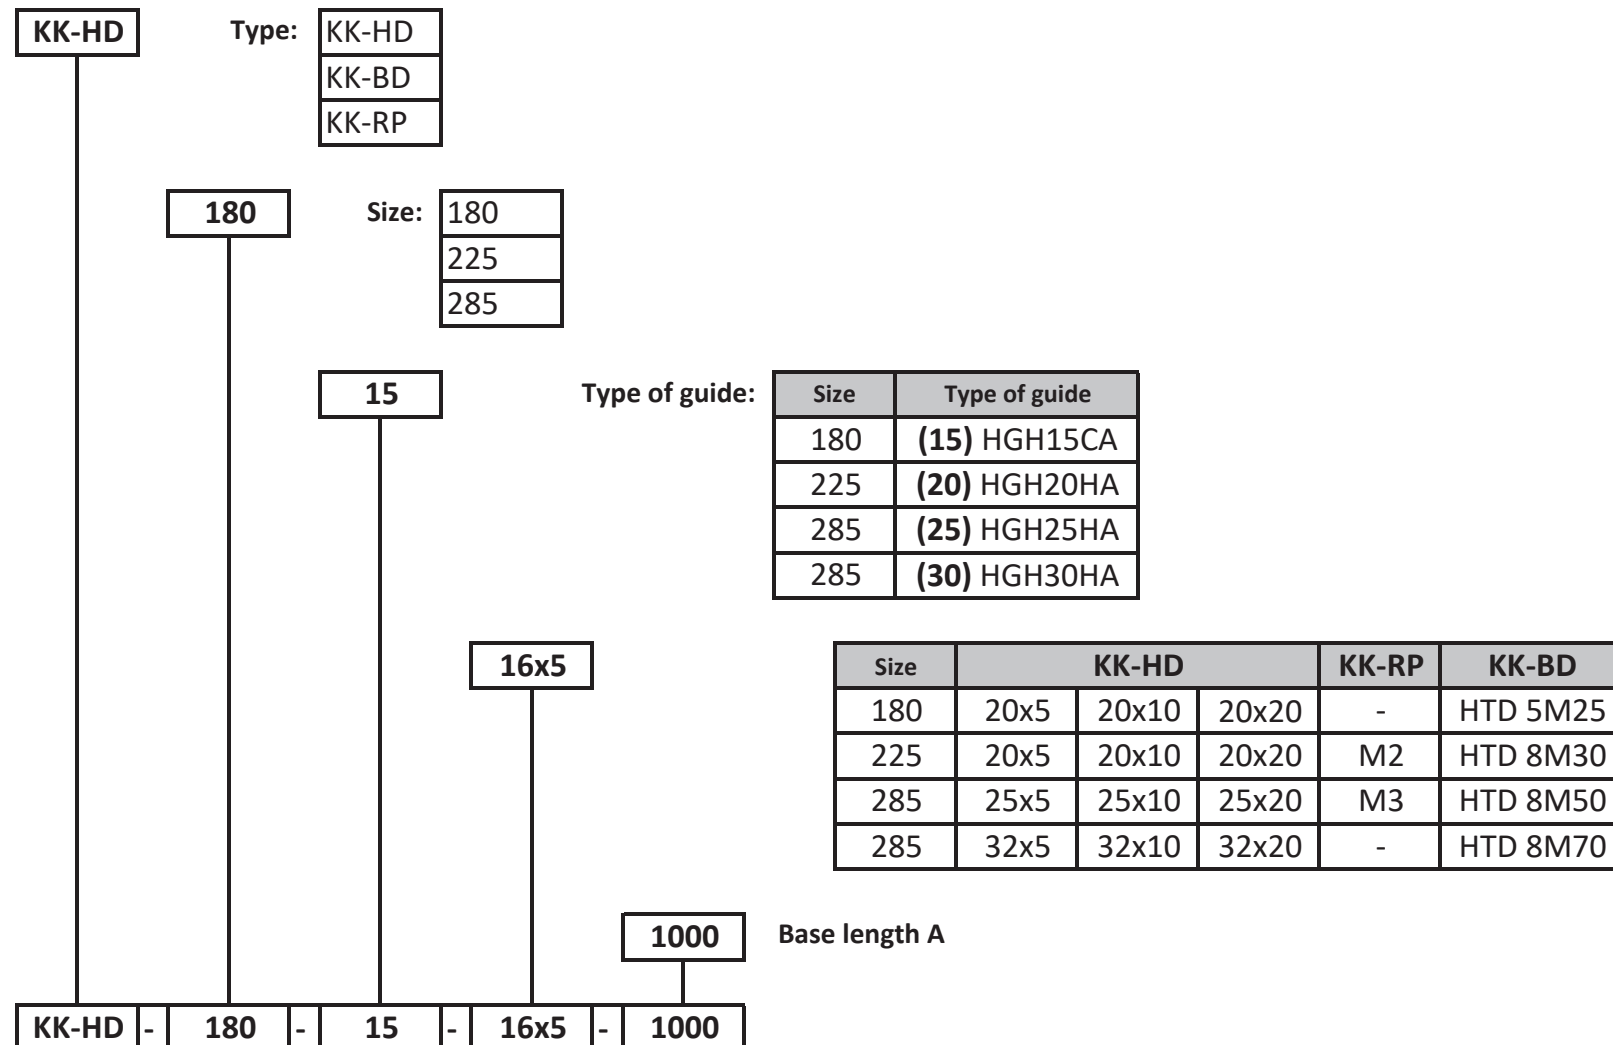 KK-HD Type: KK-HD
KK-BD
KK-RP
180 Size: 180
225
285
15 Type of guide: Size Type of guide
180 (15) HGH15CA
225 (20) HGH20HA
285 (25) HGH25HA
285 (30) HGH30HA
16x5 Size KK-HD KK-RP KK-BD
180 20x5 20x10 20x20 - HTD 5M25
225 20x5 20x10 20x20 M2 HTD 8M30
285 25x5 25x10 25x20 M3 HTD 8M50
285 32x5 32x10 32x20 - HTD 8M70
1000 Base length A
KK-HD - 180 - 15 - 16x5 - 1000